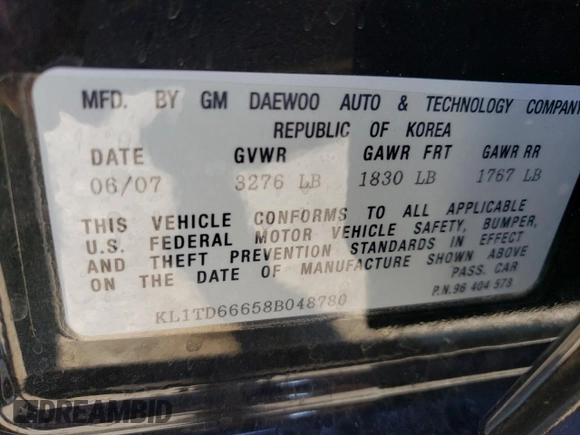 MFD. BY GM DAEWOO AUTO & TECHNOLOGY COMPANY
REPUBLIC OF KOREA
DATE GVWR GAWR FRT GAWR RR
06/07 3276 LB 1830 LB 1767 LB
THIS VEHICLE CONFORMS TO ALL APPLICABLE
U.S. FEDERAL MOTOR VEHICLE SAFETY, BUMPER,
AND THEFT PREVENTION STANDARDS IN EFFECT
ON THE DATE OF MANUFACTURE SHOWN ABOVE
PASS. CAR
KL1TD66658B048780
P.N. 96 404 578
DREAMBID